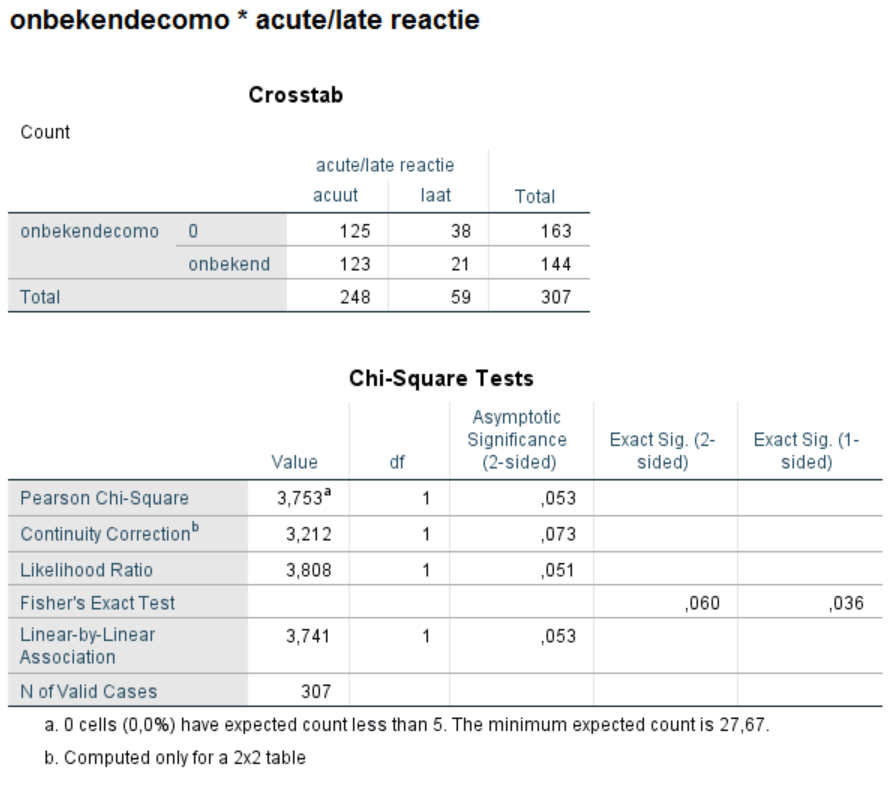 onbekendecomo * acute/late reactie
Crosstab
Count
acute/late reactie
acuut laat Total
onbekendecomo 0 125 38 163
onbekend 123 21 144
Total 248 59 307
Chi-Square Tests
Value df Asymptotic Significance (2-sided) Exact Sig. (2-sided) Exact Sig. (1-sided)
Pearson Chi-Square 3,753a 1 ,053
Continuity Correctionb 3,212 1 ,073
Likelihood Ratio 3,808 1 ,051
Fisher's Exact Test ,060 ,036
Linear-by-Linear Association 3,741 1 ,053
N of Valid Cases 307
a. 0 cells (0,0%) have expected count less than 5. The minimum expected count is 27,67.
b. Computed only for a 2x2 table